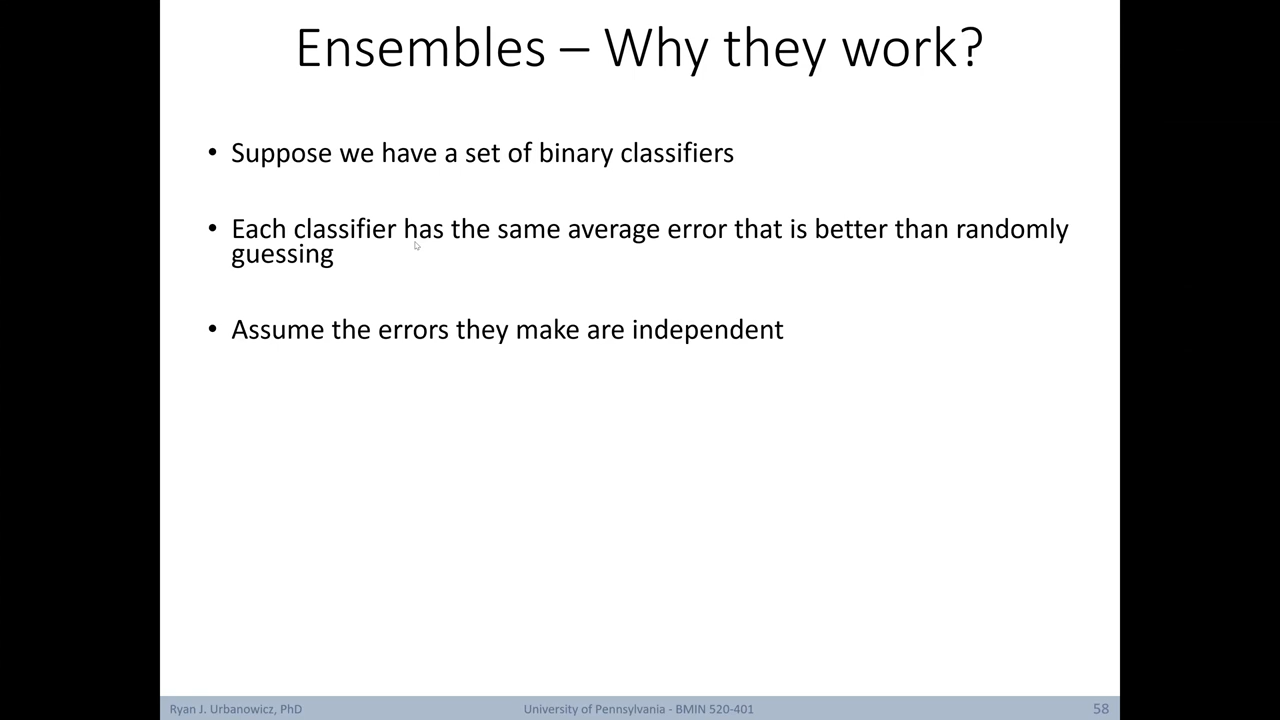 Ensembles – Why they work?
• Suppose we have a set of binary classifiers
• Each classifier has the same average error that is better than randomly
guessing
• Assume the errors they make are independent
Ryan J. Urbanowicz, PhD
University of Pennsylvania - BMIN 520-401
58